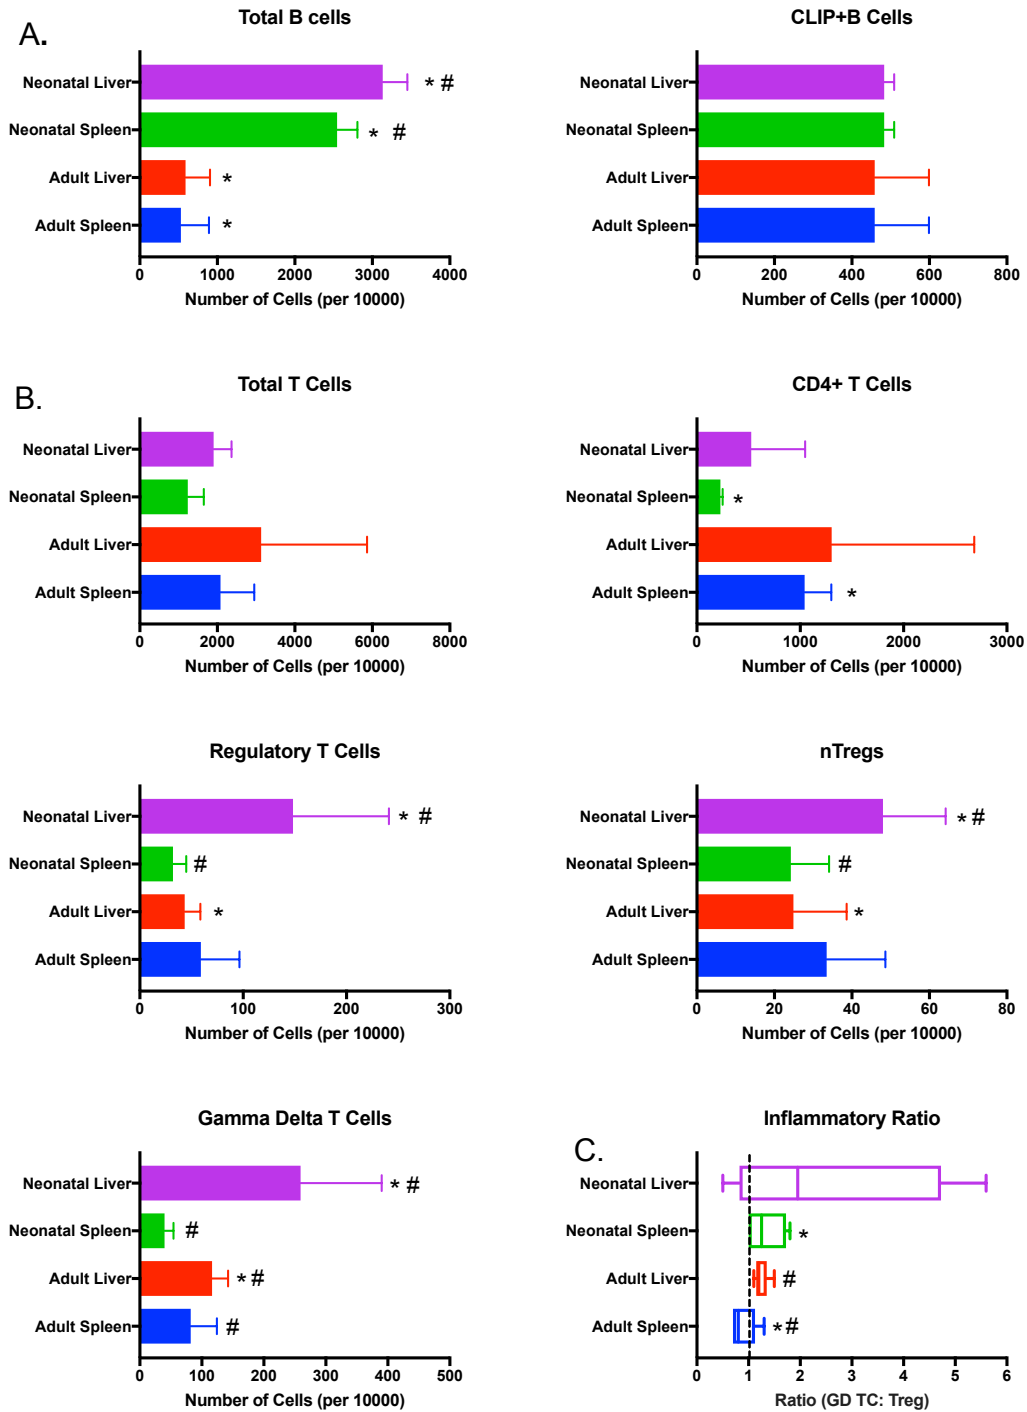 A.
Total B cells
Neonatal Liver
* #
Neonatal Spleen
* #
Adult Liver
*
Adult Spleen
*
0 1000 2000 3000 4000
Number of Cells (per 10000)
CLIP+B Cells
Neonatal Liver
Neonatal Spleen
Adult Liver
Adult Spleen
0 200 400 600 800
Number of Cells (per 10000)
B.
Total T Cells
Neonatal Liver
Neonatal Spleen
Adult Liver
Adult Spleen
0 2000 4000 6000 8000
Number of Cells (per 10000)
CD4+ T Cells
Neonatal Liver
Neonatal Spleen
*
Adult Liver
Adult Spleen
*
0 1000 2000 3000
Number of Cells (per 10000)
Regulatory T Cells
Neonatal Liver
* #
Neonatal Spleen
#
Adult Liver
*
Adult Spleen
0 100 200 300
Number of Cells (per 10000)
nTregs
Neonatal Liver
* #
Neonatal Spleen
#
Adult Liver
*
Adult Spleen
0 20 40 60 80
Number of Cells (per 10000)
Gamma Delta T Cells
Neonatal Liver
* #
Neonatal Spleen
#
Adult Liver
* #
Adult Spleen
#
0 100 200 300 400 500
Number of Cells (per 10000)
C.
Inflammatory Ratio
Neonatal Liver
Neonatal Spleen
*
Adult Liver
#
Adult Spleen
* #
0 1 2 3 4 5 6
Ratio (GD TC: Treg)